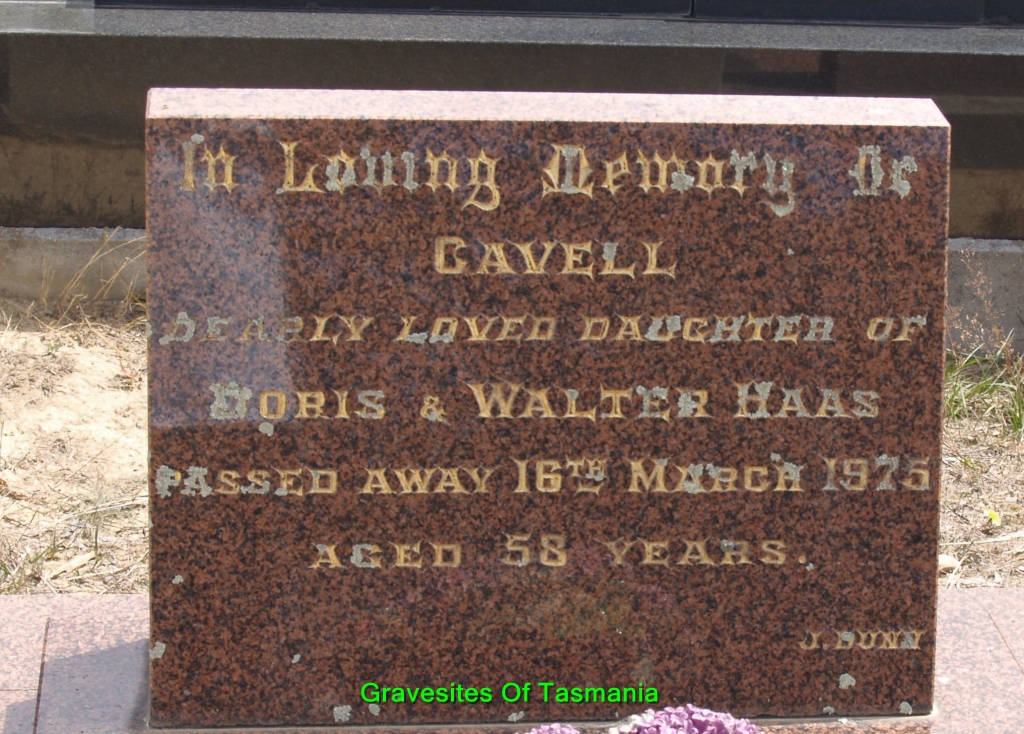 In Loving Memory Of
CAVELL
DEARLY LOVED DAUGHTER OF
DORIS & WALTER HAAS
PASSED AWAY 16TH MARCH 1975
AGED 58 YEARS.
J. DUNN
Gravesites Of Tasmania